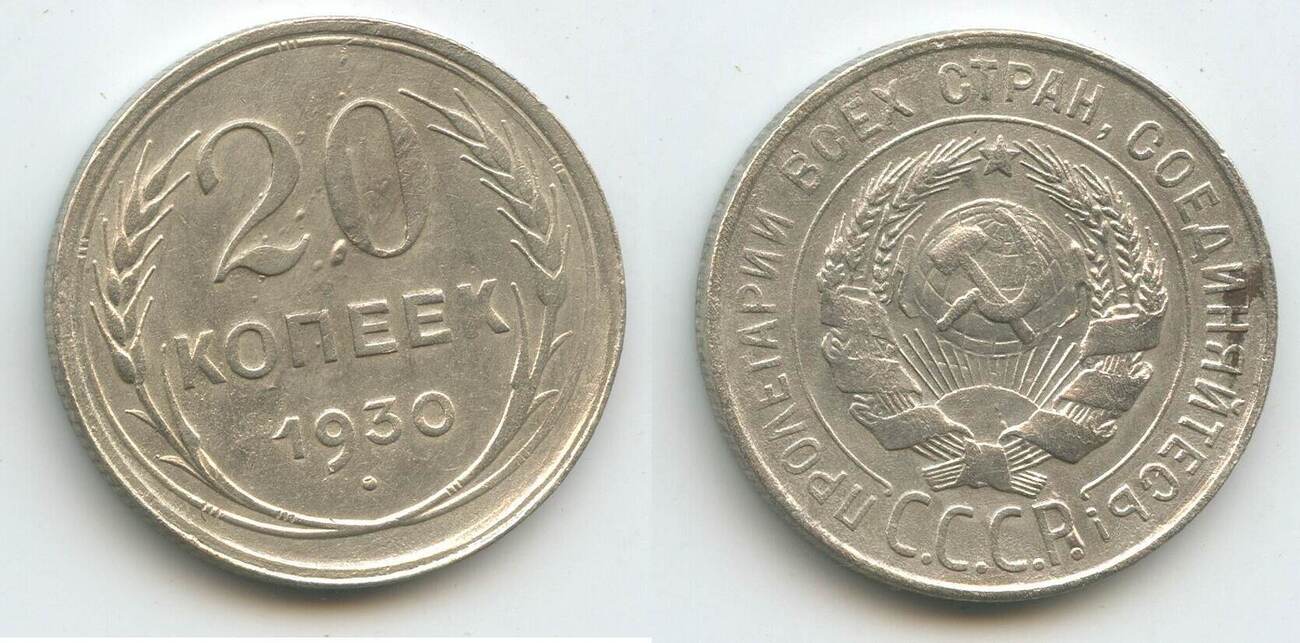 20
КОПЕЕК
1930
ПРОЛЕТАРИИ ВСЕХ СТРАН, СОЕДИНЯЙТЕСЬ!
С.С.С.Р.